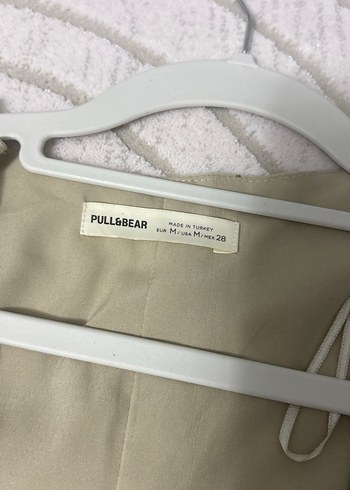 PULL&BEAR
MADE IN TURKEY
EUR M / USA M / MEX 28